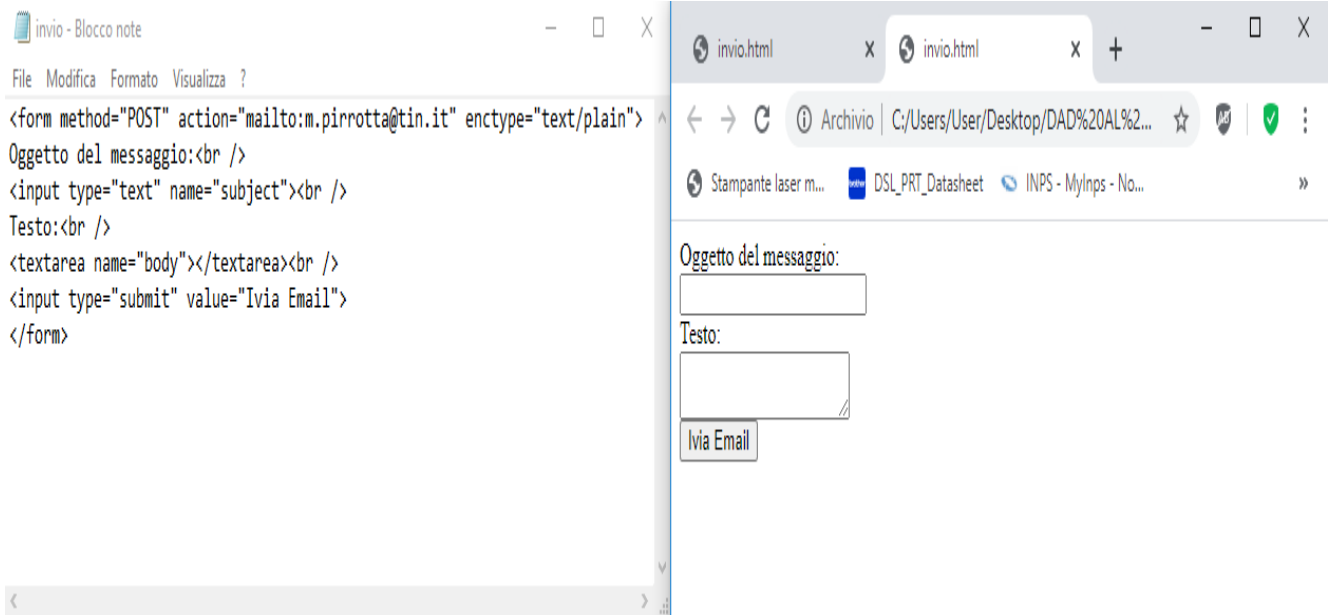 invio - Blocco note
File Modifica Formato Visualizza ?
<form method="POST" action="mailto:m.pirrotta@tin.it" enctype="text/plain">
Oggetto del messaggio:<br />
<input type="text" name="subject"><br />
Testo:<br />
<textarea name="body"></textarea><br />
<input type="submit" value="Ivia Email">
</form>
invio.html
invio.html
Archivio C:/Users/User/Desktop/DAD%20AL%2...
Stampante laser m... brother DSL_PRT_Datasheet INPS - MyInps - No...
Oggetto del messaggio:
Testo:
Ivia Email